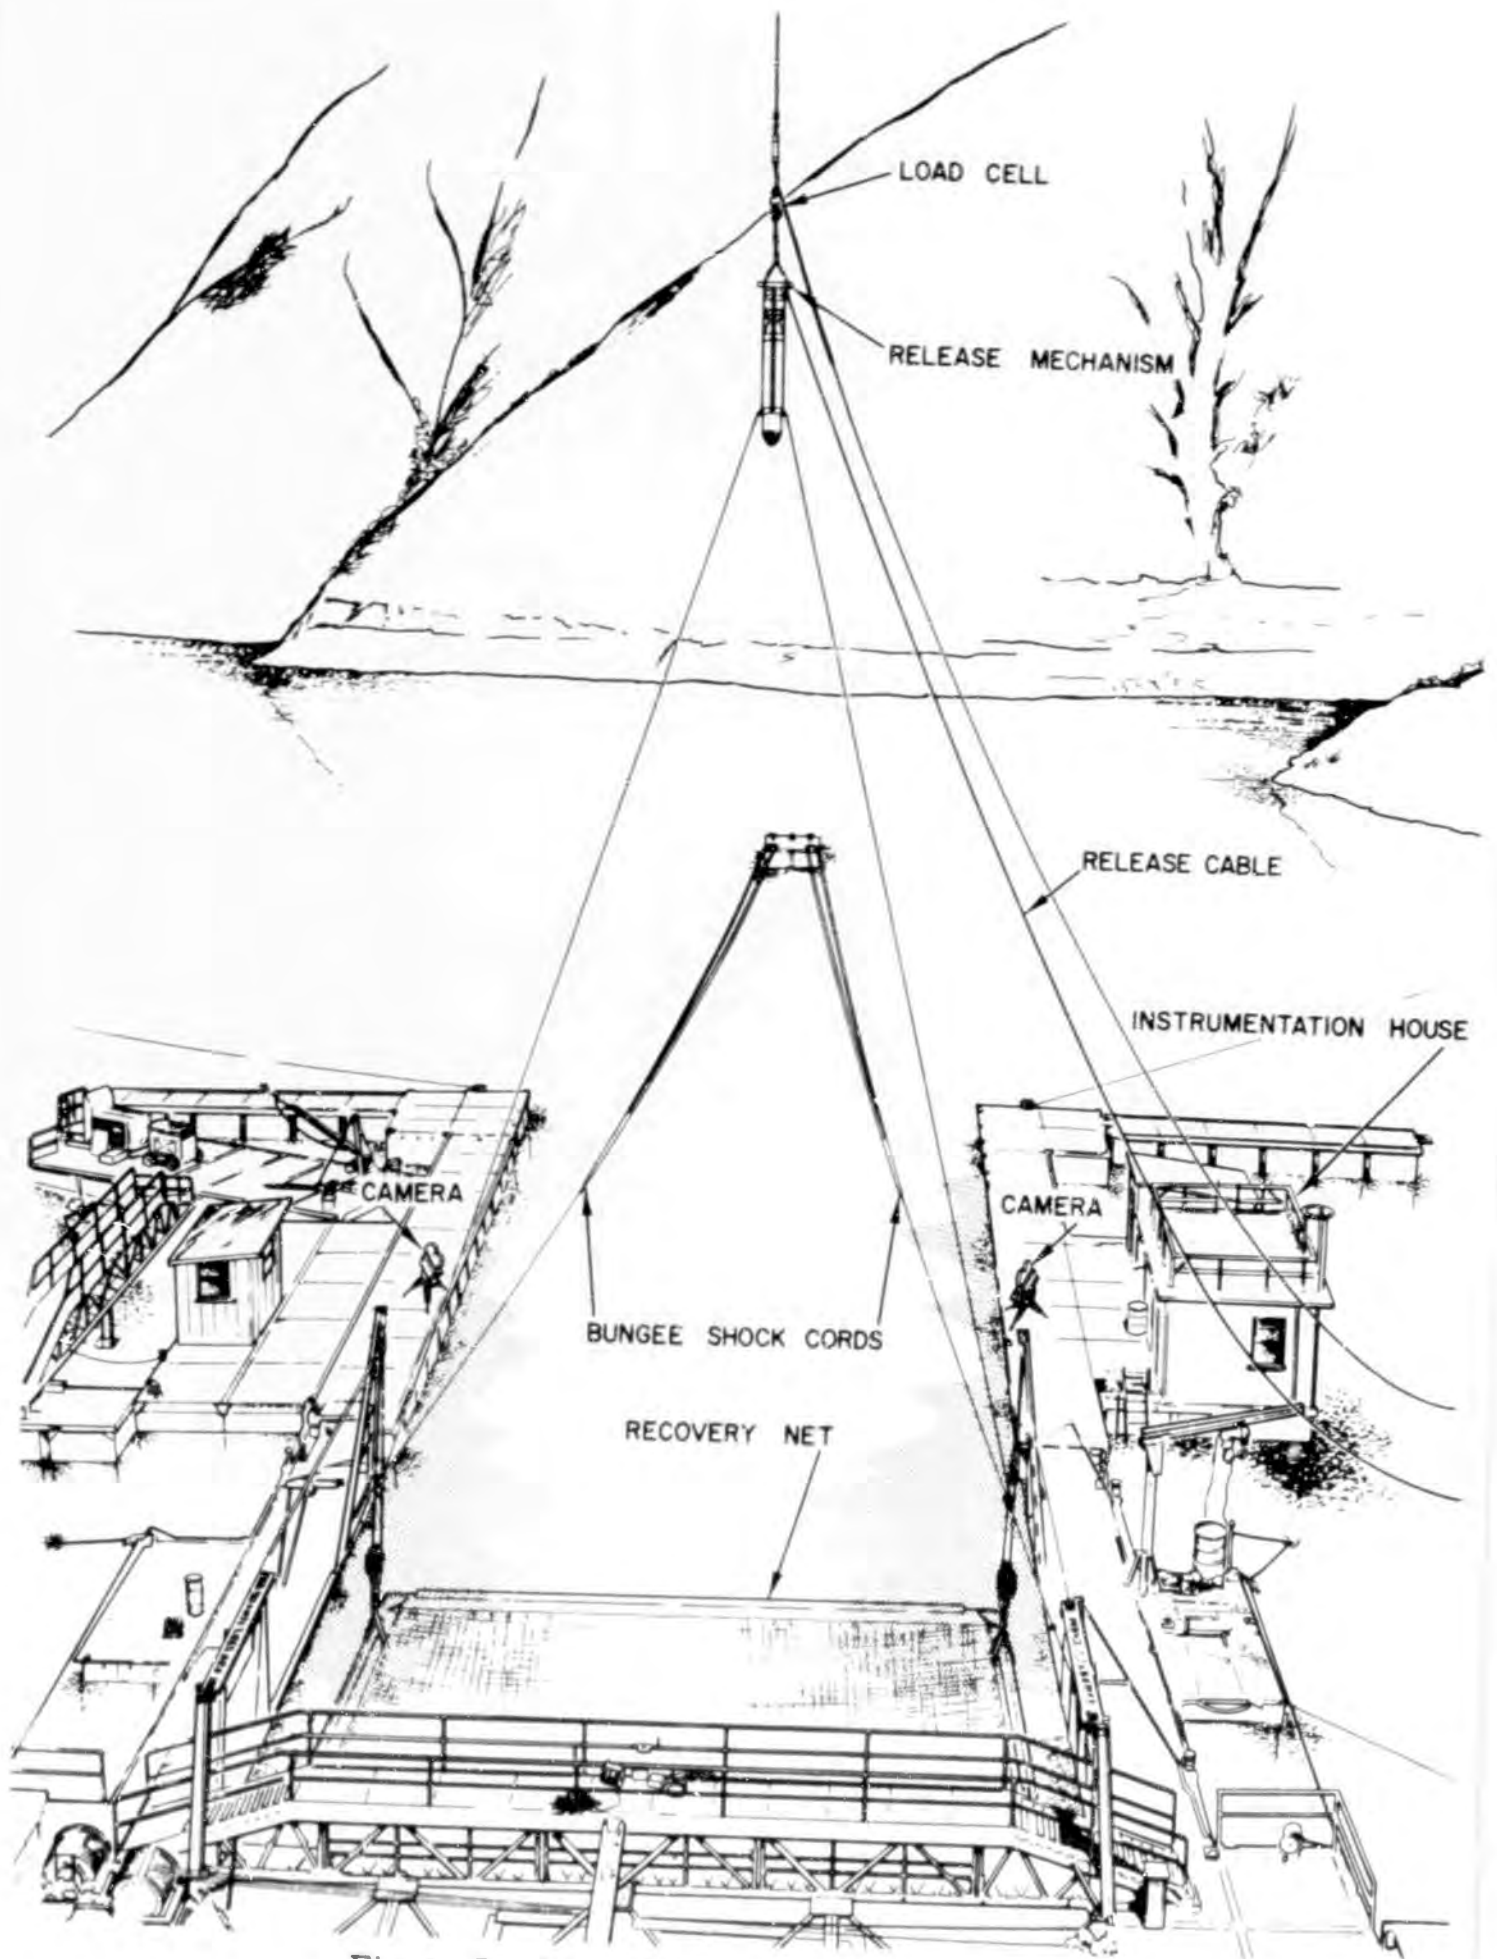 LOAD CELL
RELEASE MECHANISM
RELEASE CABLE
INSTRUMENTATION HOUSE
CAMERA
CAMERA
BUNGEE SHOCK CORDS
RECOVERY NET